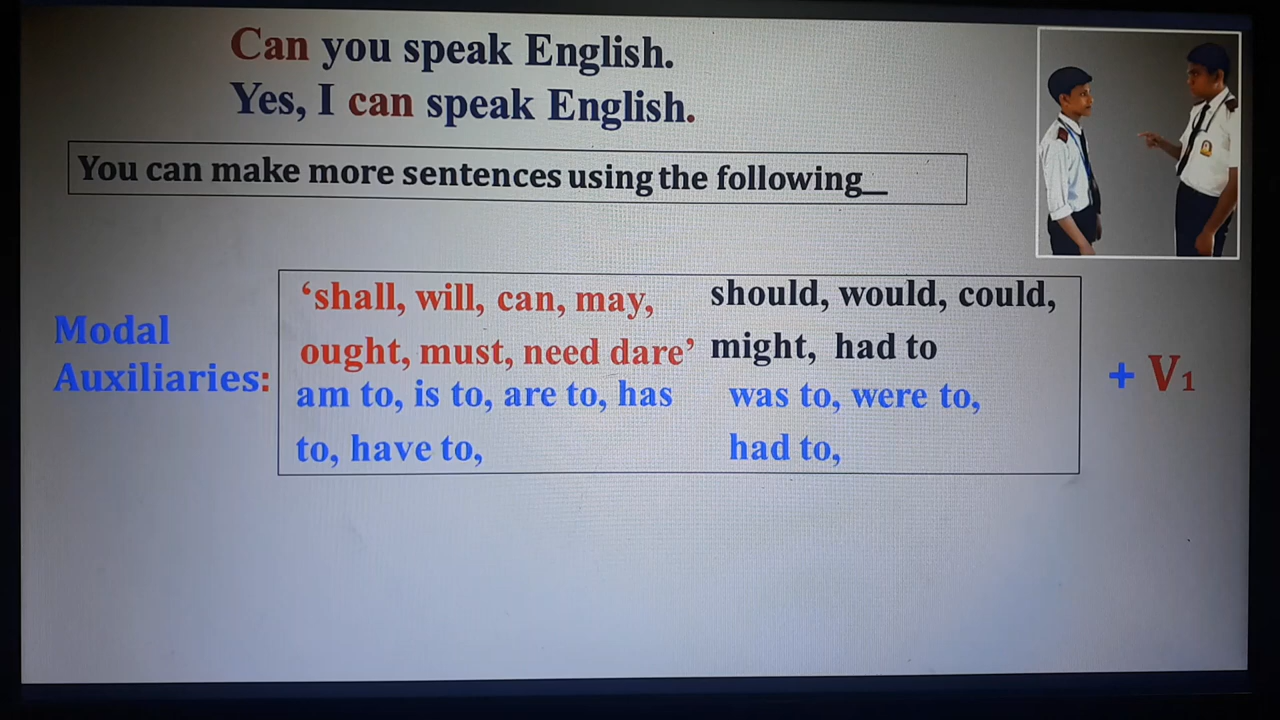 Can you speak English.
Yes, I can speak English.
You can make more sentences using the following_
Modal
Auxiliaries:
‘shall, will, can, may,
ought, must, need dare’
am to, is to, are to, has
to, have to,
should, would, could,
might, had to
was to, were to,
had to,
+ V₁